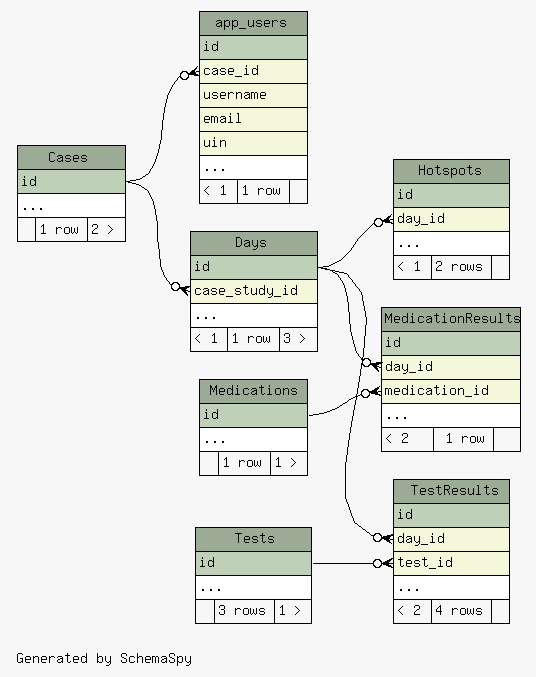 app_users
id
case_id
username
email
uin
...
< 1 1 row
Cases
id
...
1 row 2 >
Hotspots
id
day_id
...
< 1 2 rows
Days
id
case_study_id
...
< 1 1 row 3 >
MedicationResults
id
day_id
medication_id
...
< 2 1 row
Medications
id
...
1 row 1 >
TestResults
id
day_id
test_id
...
< 2 4 rows
Tests
id
...
3 rows 1 >
Generated by SchemaSpy